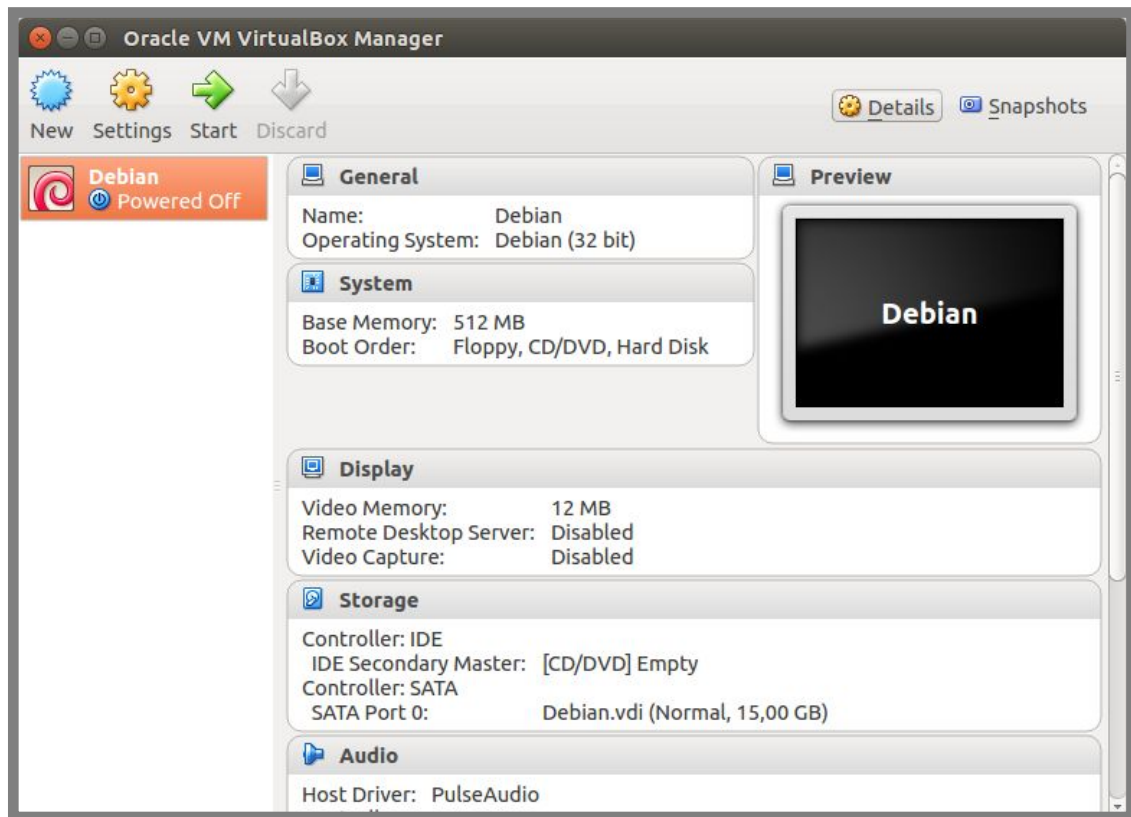 Oracle VM VirtualBox Manager
New Settings Start Discard
Details Snapshots
Debian
Powered Off
General
Name: Debian
Operating System: Debian (32 bit)
System
Base Memory: 512 MB
Boot Order: Floppy, CD/DVD, Hard Disk
Preview
Debian
Display
Video Memory: 12 MB
Remote Desktop Server: Disabled
Video Capture: Disabled
Storage
Controller: IDE
IDE Secondary Master: [CD/DVD] Empty
Controller: SATA
SATA Port 0: Debian.vdi (Normal, 15,00 GB)
Audio
Host Driver: PulseAudio